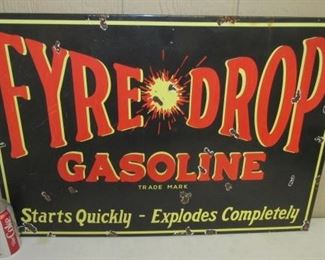 FYRE DROP
GASOLINE
TRADE MARK
Starts Quickly - Explodes Completely